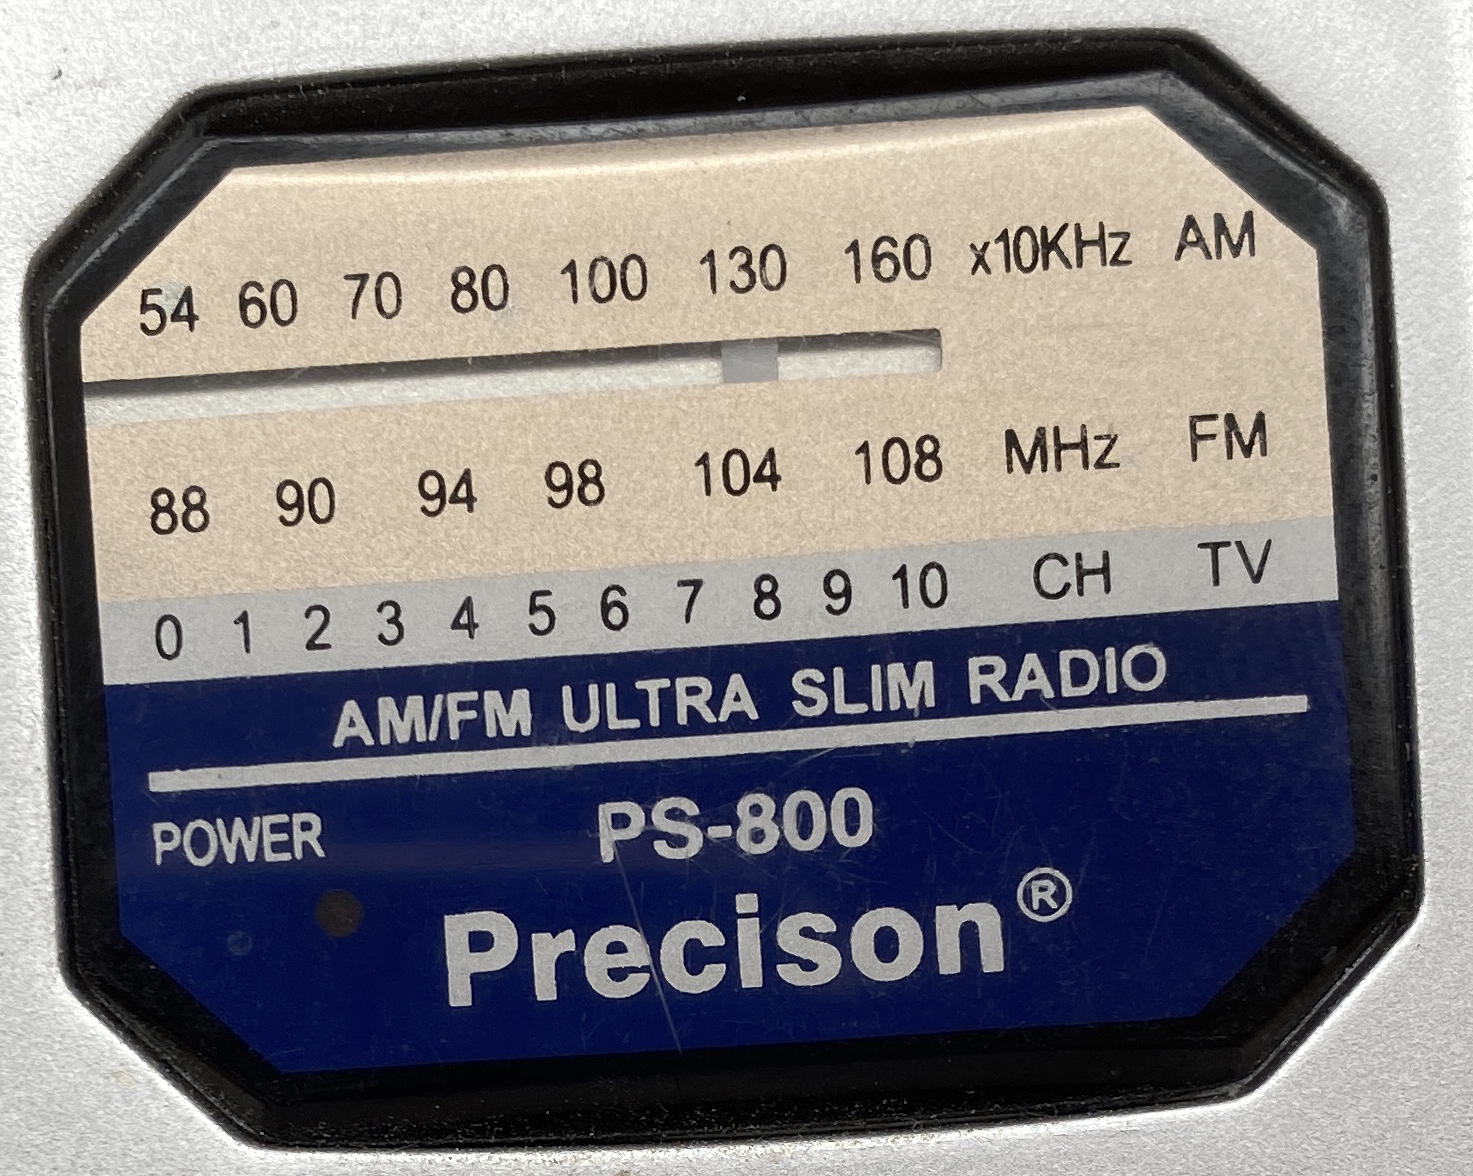 54 60 70 80 100 130 160 x10KHz AM
88 90 94 98 104 108 MHz FM
0 1 2 3 4 5 6 7 8 9 10 CH TV
AM/FM ULTRA SLIM RADIO
POWER PS-800
Precison®